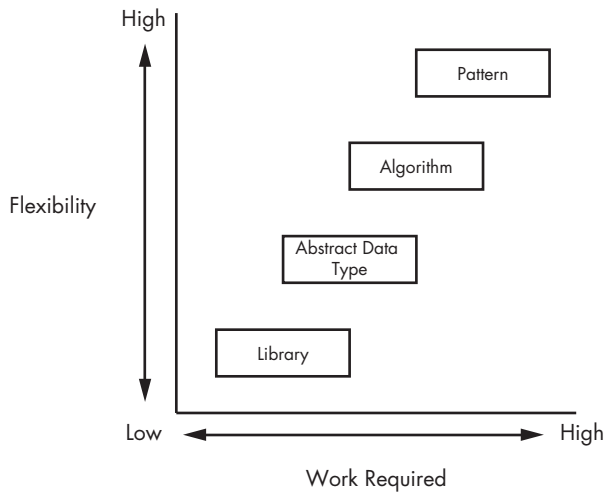 High
Pattern
Algorithm
Flexibility
Abstract Data
Type
Library
Low
High
Work Required